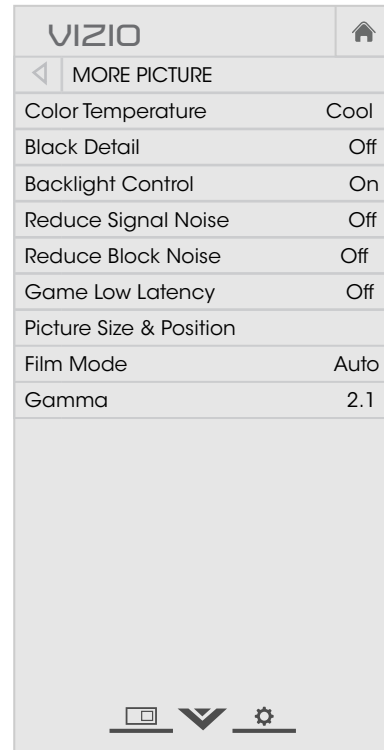 VIZIO
MORE PICTURE
Color Temperature Cool
Black Detail Off
Backlight Control On
Reduce Signal Noise Off
Reduce Block Noise Off
Game Low Latency Off
Picture Size & Position
Film Mode Auto
Gamma 2.1